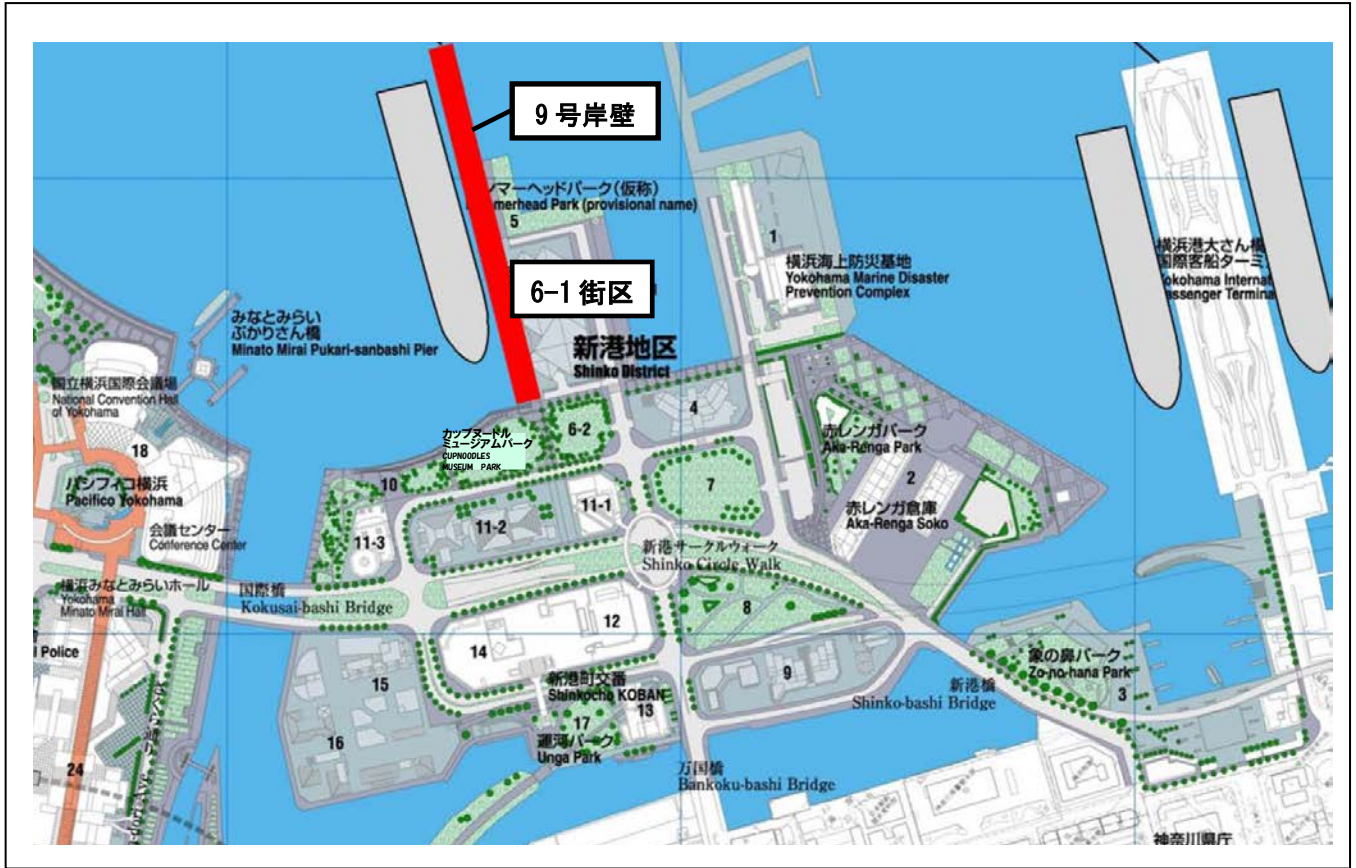 9号岸壁
ンマーヘッドパーク(仮称)
merhead Park (provisional name)
5
6-1 街区
1
横浜海上防災基地
Yokohama Marine Disaster
Prevention Complex
横浜港大さん橋
国際客船ターミ
Yokohama Internat
assenger Termina
みなとみらい
ぷかりさん橋
Minato Mirai Pukari-sanbashi Pier
新港地区
Shinko District
国立横浜国際会議場
National Convention Hall
of Yokohama
18
パシフィコ横浜
Pacifico Yokohama
会議センター
Conference Center
カップヌードル
ミュージアムパーク
CUPNOODLES
MUSEUM PARK
6-2
4
10
7
11-1
11-2
11-3
赤レンガパーク
Aka-Renga Park
2
赤レンガ倉庫
Aka-Renga Soko
新港サークルウォーク
Shinko Circle Walk
横浜みなとみらいホール
Yokohama
Minato Mirai Hall
国際橋
Kokusai-bashi Bridge
l Police
12
14
8
9
15
16
新港町交番
Shinkocho KOBAN
13
17
運河パーク
Unga Park
新港橋
Shinko-bashi Bridge
象の鼻パーク
Zo-no-hana Park
3
万国橋
Bankoku-bashi Bridge
24
神奈川県庁